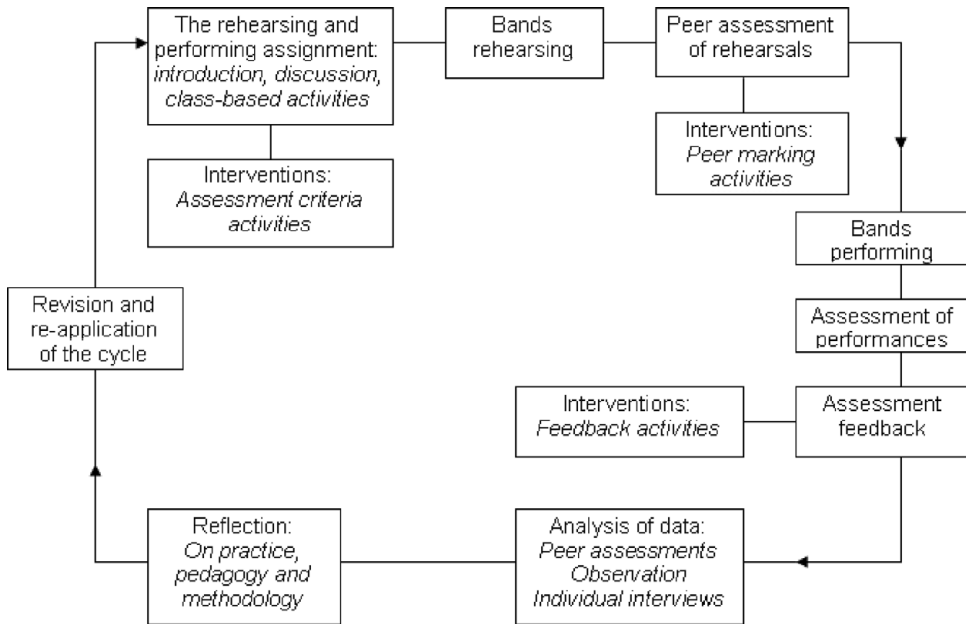 The rehearsing and
performing assignment:
introduction, discussion,
class-based activities
Bands
rehearsing
Peer assessment
of rehearsals
Interventions:
Assessment criteria
activities
Interventions:
Peer marking
activities
Bands
performing
Assessment of
performances
Assessment
feedback
Interventions:
Feedback activities
Analysis of data:
Peer assessments
Observation
Individual interviews
Reflection:
On practice,
pedagogy and
methodology
Revision and
re-application
of the cycle